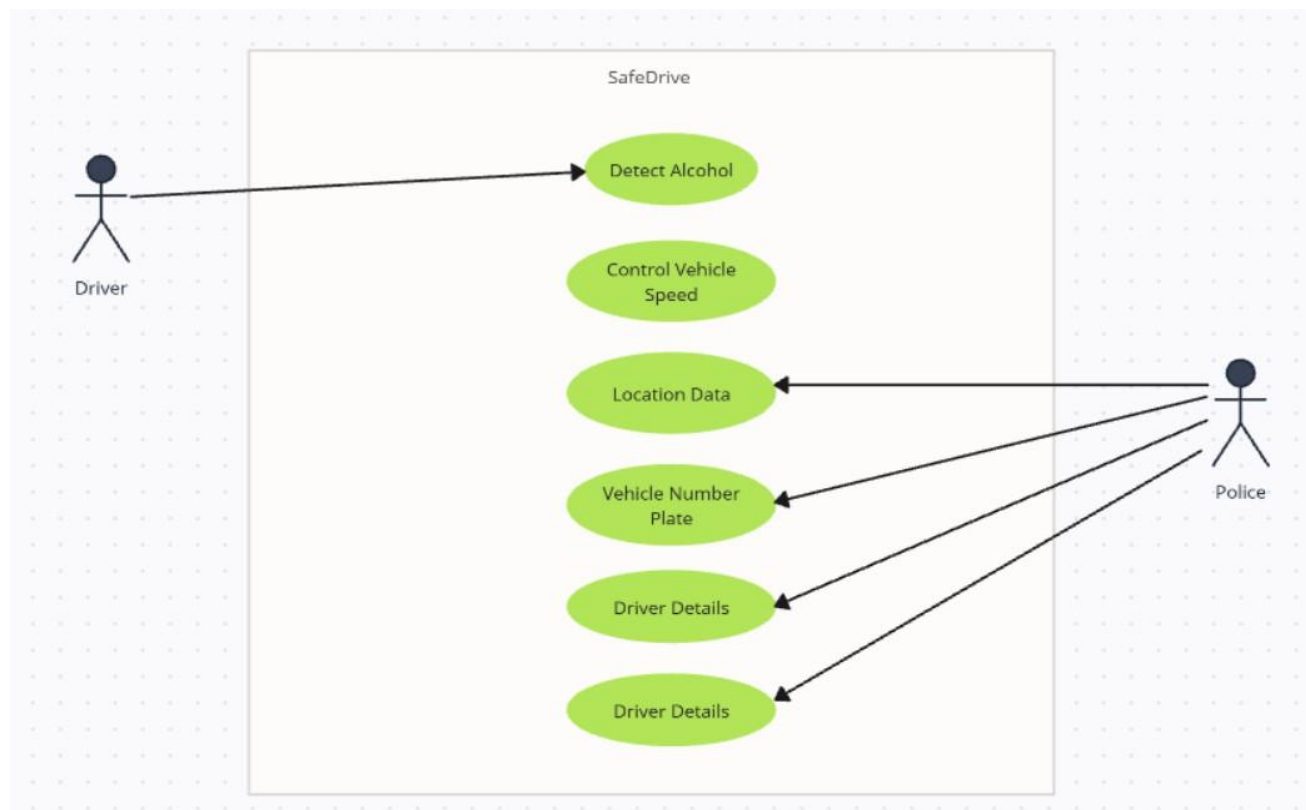 SafeDrive
Detect Alcohol
Driver
Control Vehicle
Speed
Location Data
Vehicle Number
Plate
Police
Driver Details
Driver Details